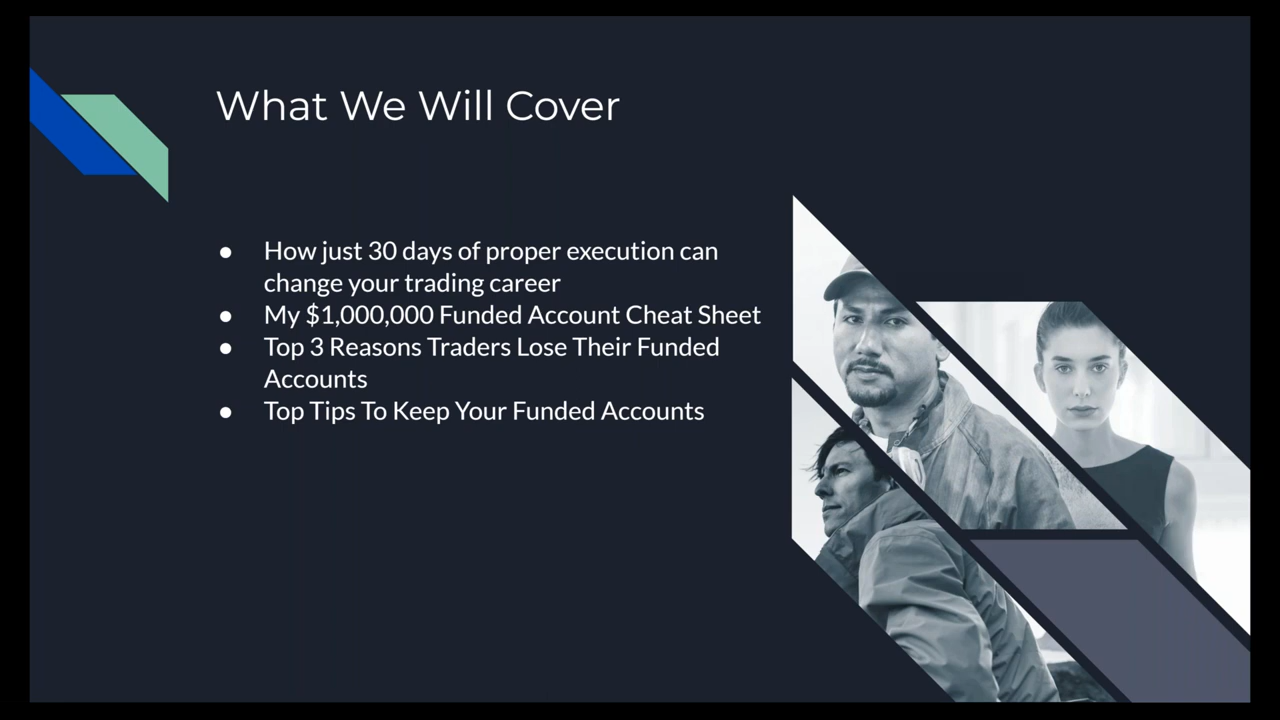 What We Will Cover
● How just 30 days of proper execution can
change your trading career
● My $1,000,000 Funded Account Cheat Sheet
● Top 3 Reasons Traders Lose Their Funded
Accounts
● Top Tips To Keep Your Funded Accounts